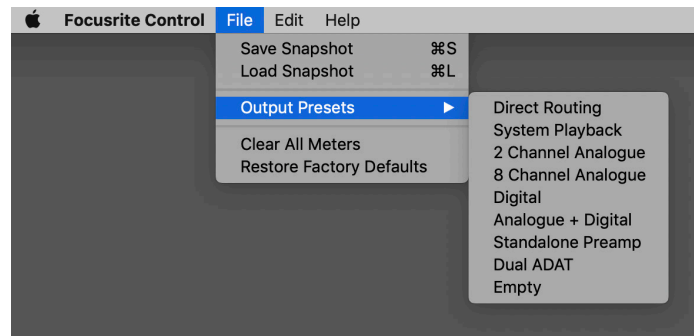 Focusrite Control File Edit Help
Save Snapshot ⌘S
Load Snapshot ⌘L
Output Presets ▶
Clear All Meters
Restore Factory Defaults
Direct Routing
System Playback
2 Channel Analogue
8 Channel Analogue
Digital
Analogue + Digital
Standalone Preamp
Dual ADAT
Empty